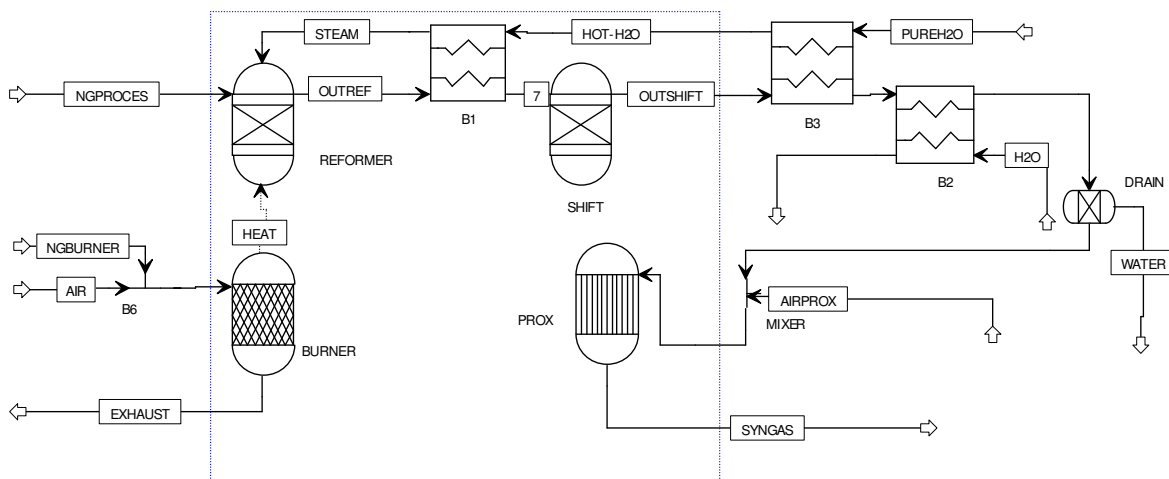 STEAM
HOT-H2O
PUREH2O
NGPROCES
OUTREF
7
OUTSHIFT
B1
B3
REFORMER
H2O
B2
DRAIN
SHIFT
HEAT
NGBURNER
AIR
B6
WATER
AIRPROX
PROX
MIXER
BURNER
EXHAUST
SYNGAS